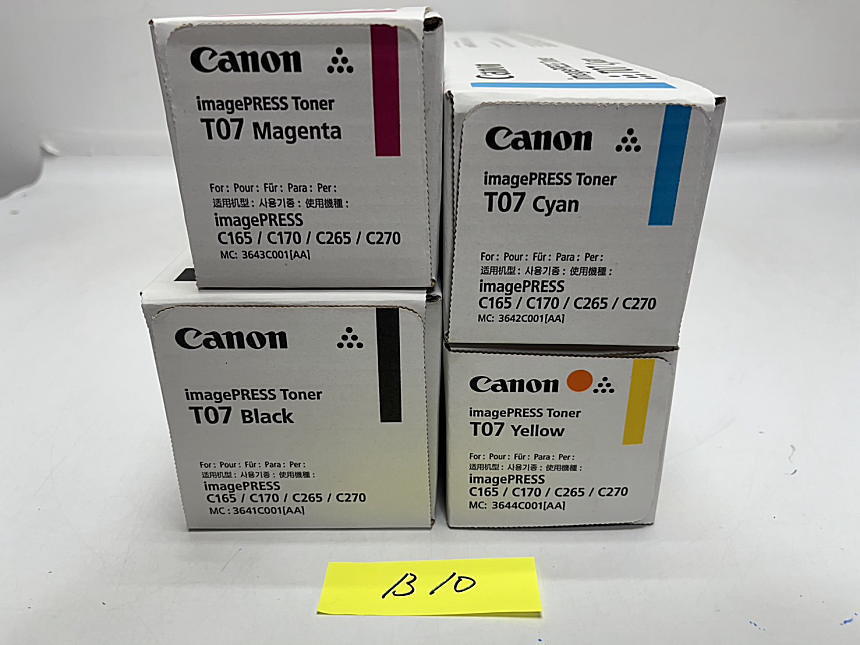 Canon
imagePRESS Toner
T07 Magenta
For : Pour : Für : Para : Per :
适用机型 : 사용기종 : 使用機種 :
imagePRESS
C165 / C170 / C265 / C270
MC: 3643C001[AA]
Canon
Canon
imagePRESS Toner
T07 Cyan
For : Pour : Für : Para : Per :
适用机型 : 사용기종 : 使用機種 :
imagePRESS
C165 / C170 / C265 / C270
MC: 3642C001[AA]
Canon
imagePRESS Toner
T07 Black
For : Pour : Für : Para : Per :
适用机型 : 사용기종 : 使用機種 :
imagePRESS
C165 / C170 / C265 / C270
MC : 3641C001[AA]
Canon
imagePRESS Toner
T07 Yellow
For : Pour : Für : Para : Per :
适用机型 : 사용기종 : 使用機種 :
imagePRESS
C165 / C170 / C265 / C270
MC: 3644C001[AA]
B10